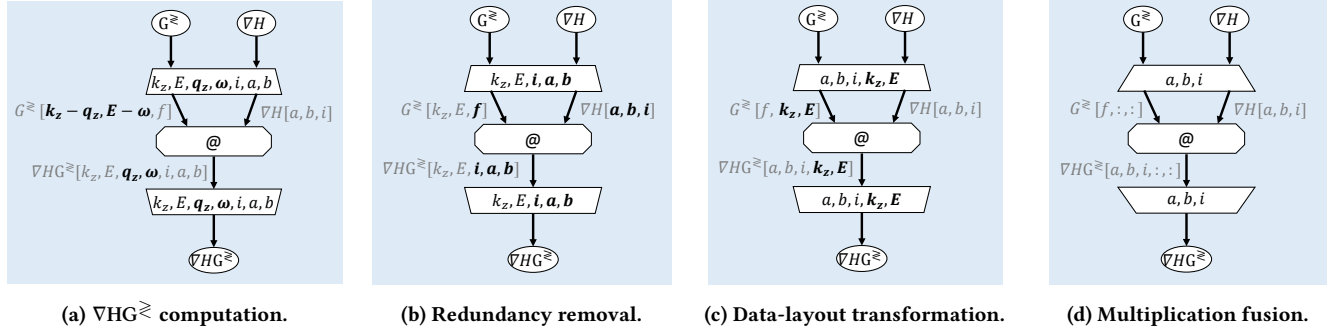 G≷ ∇H
k_z, E, q_z, ω, i, a, b
G≷[k_z − q_z, E − ω, f] ∇H[a, b, i]
@
∇HG≷[k_z, E, q_z, ω, i, a, b]
k_z, E, q_z, ω, i, a, b
∇HG≷
(a) ∇HG≷ computation.
G≷ ∇H
k_z, E, i, a, b
G≷[k_z, E, f] ∇H[a, b, i]
@
∇HG≷[k_z, E, i, a, b]
k_z, E, i, a, b
∇HG≷
(b) Redundancy removal.
G≷ ∇H
a, b, i, k_z, E
G≷[f, k_z, E] ∇H[a, b, i]
@
∇HG≷[a, b, i, k_z, E]
a, b, i, k_z, E
∇HG≷
(c) Data-layout transformation.
G≷ ∇H
a, b, i
G≷[f, :, :] ∇H[a, b, i]
@
∇HG≷[a, b, i, :, :]
a, b, i
∇HG≷
(d) Multiplication fusion.